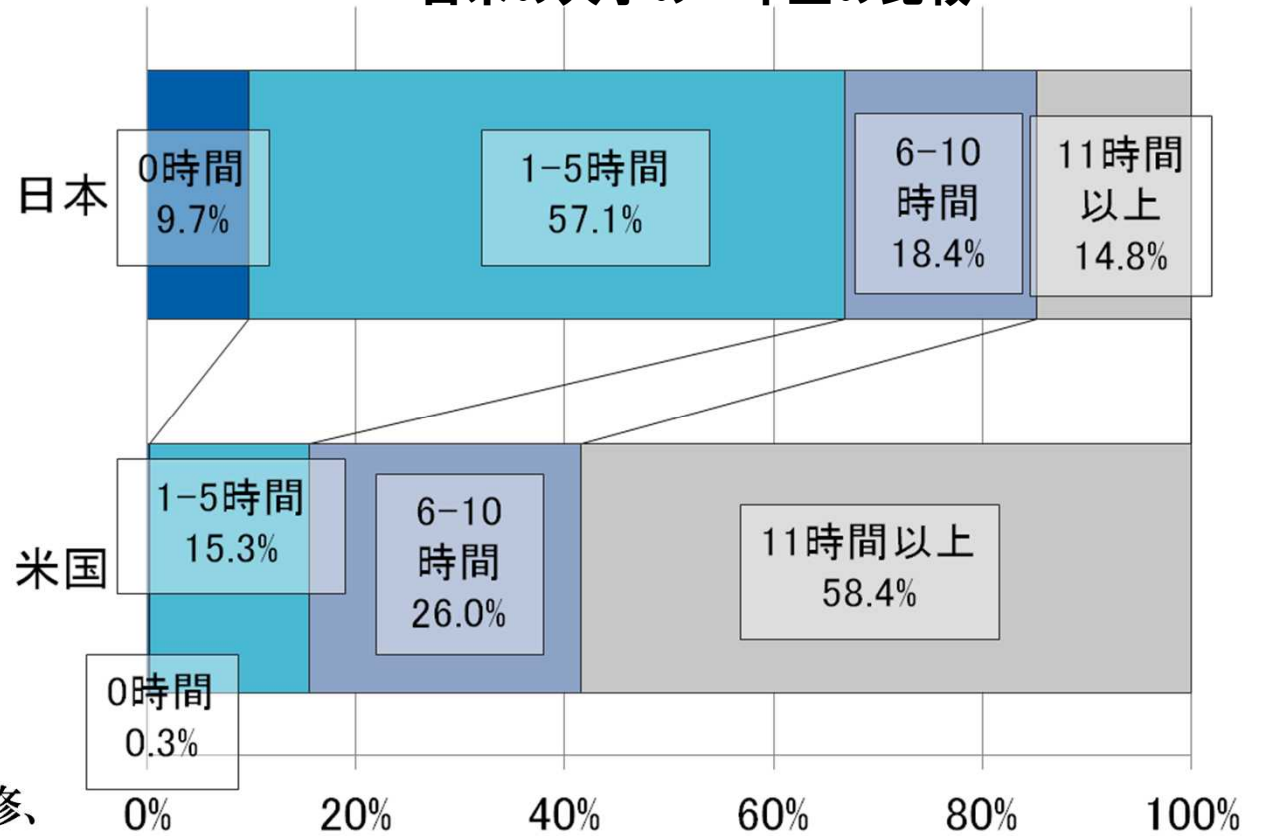 日本
0時間
9.7%
1-5時間
57.1%
6-10
時間
18.4%
11時間
以上
14.8%
米国
1-5時間
15.3%
6-10
時間
26.0%
11時間以上
58.4%
0時間
0.3%
修、
0%
20%
40%
60%
80%
100%